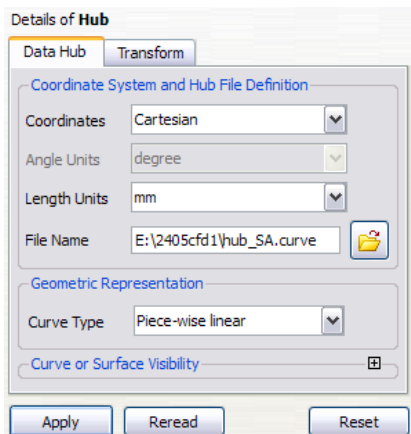 Details of Hub
Data Hub Transform
Coordinate System and Hub File Definition
Coordinates Cartesian
Angle Units degree
Length Units mm
File Name E:\2405cfd1\hub_SA.curve
Geometric Representation
Curve Type Piece-wise linear
Curve or Surface Visibility
Apply Reread Reset